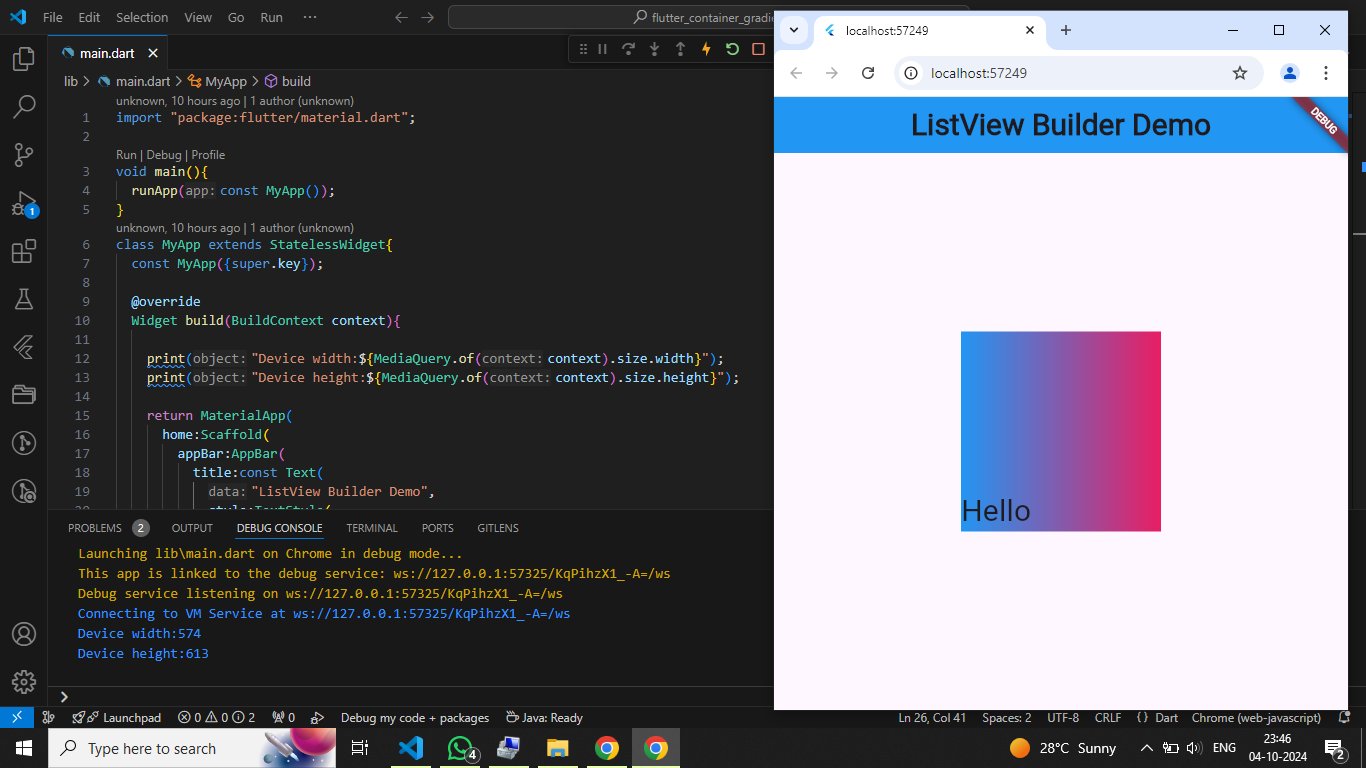 File Edit Selection View Go Run ···
flutter_container_gradie
main.dart
lib > main.dart > MyApp > build
unknown, 10 hours ago | 1 author (unknown)
1 import "package:flutter/material.dart";
2
Run | Debug | Profile
3 void main(){
4 runApp(app: const MyApp());
5 }
unknown, 10 hours ago | 1 author (unknown)
6 class MyApp extends StatelessWidget{
7 const MyApp({super.key});
8
9 @override
10 Widget build(BuildContext context){
11
12 print(object: "Device width:${MediaQuery.of(context: context).size.width}");
13 print(object: "Device height:${MediaQuery.of(context: context).size.height}");
14
15 return MaterialApp(
16 home:Scaffold(
17 appBar:AppBar(
18 title:const Text(
19 data: "ListView Builder Demo",
20 style:TextStyle(
PROBLEMS 2 OUTPUT DEBUG CONSOLE TERMINAL PORTS GITLENS
Launching lib\main.dart on Chrome in debug mode...
This app is linked to the debug service: ws://127.0.0.1:57325/KqPihzX1_-A=/ws
Debug service listening on ws://127.0.0.1:57325/KqPihzX1_-A=/ws
Connecting to VM Service at ws://127.0.0.1:57325/KqPihzX1_-A=/ws
Device width:574
Device height:613
1
localhost:57249
localhost:57249
ListView Builder Demo
DEBUG
Hello
Launchpad 0 0 2 0 Debug my code + packages Java: Ready Ln 26, Col 41 Spaces: 2 UTF-8 CRLF {} Dart Chrome (web-javascript)
Type here to search
4
28°C Sunny
ENG
23:46
04-10-2024
2